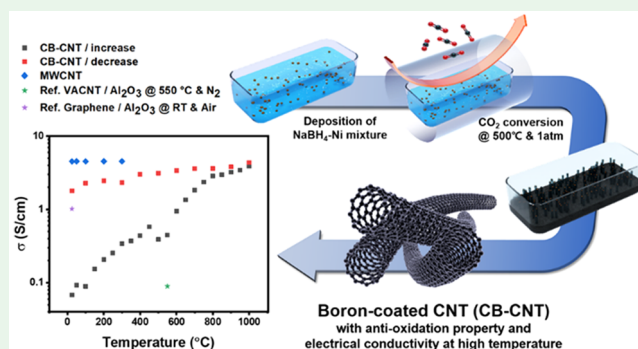 CB-CNT / increase
CB-CNT / decrease
MWCNT
Ref. VACNT / Al2O3 @ 550 °C & N2
Ref. Graphene / Al2O3 @ RT & Air
10
1
0.1
σ (S/cm)
0 200 400 600 800 1000
Temperature (°C)
Deposition of
NaBH4-Ni mixture
CO2 conversion
@ 500℃ & 1atm
Boron-coated CNT (CB-CNT)
with anti-oxidation property and
electrical conductivity at high temperature